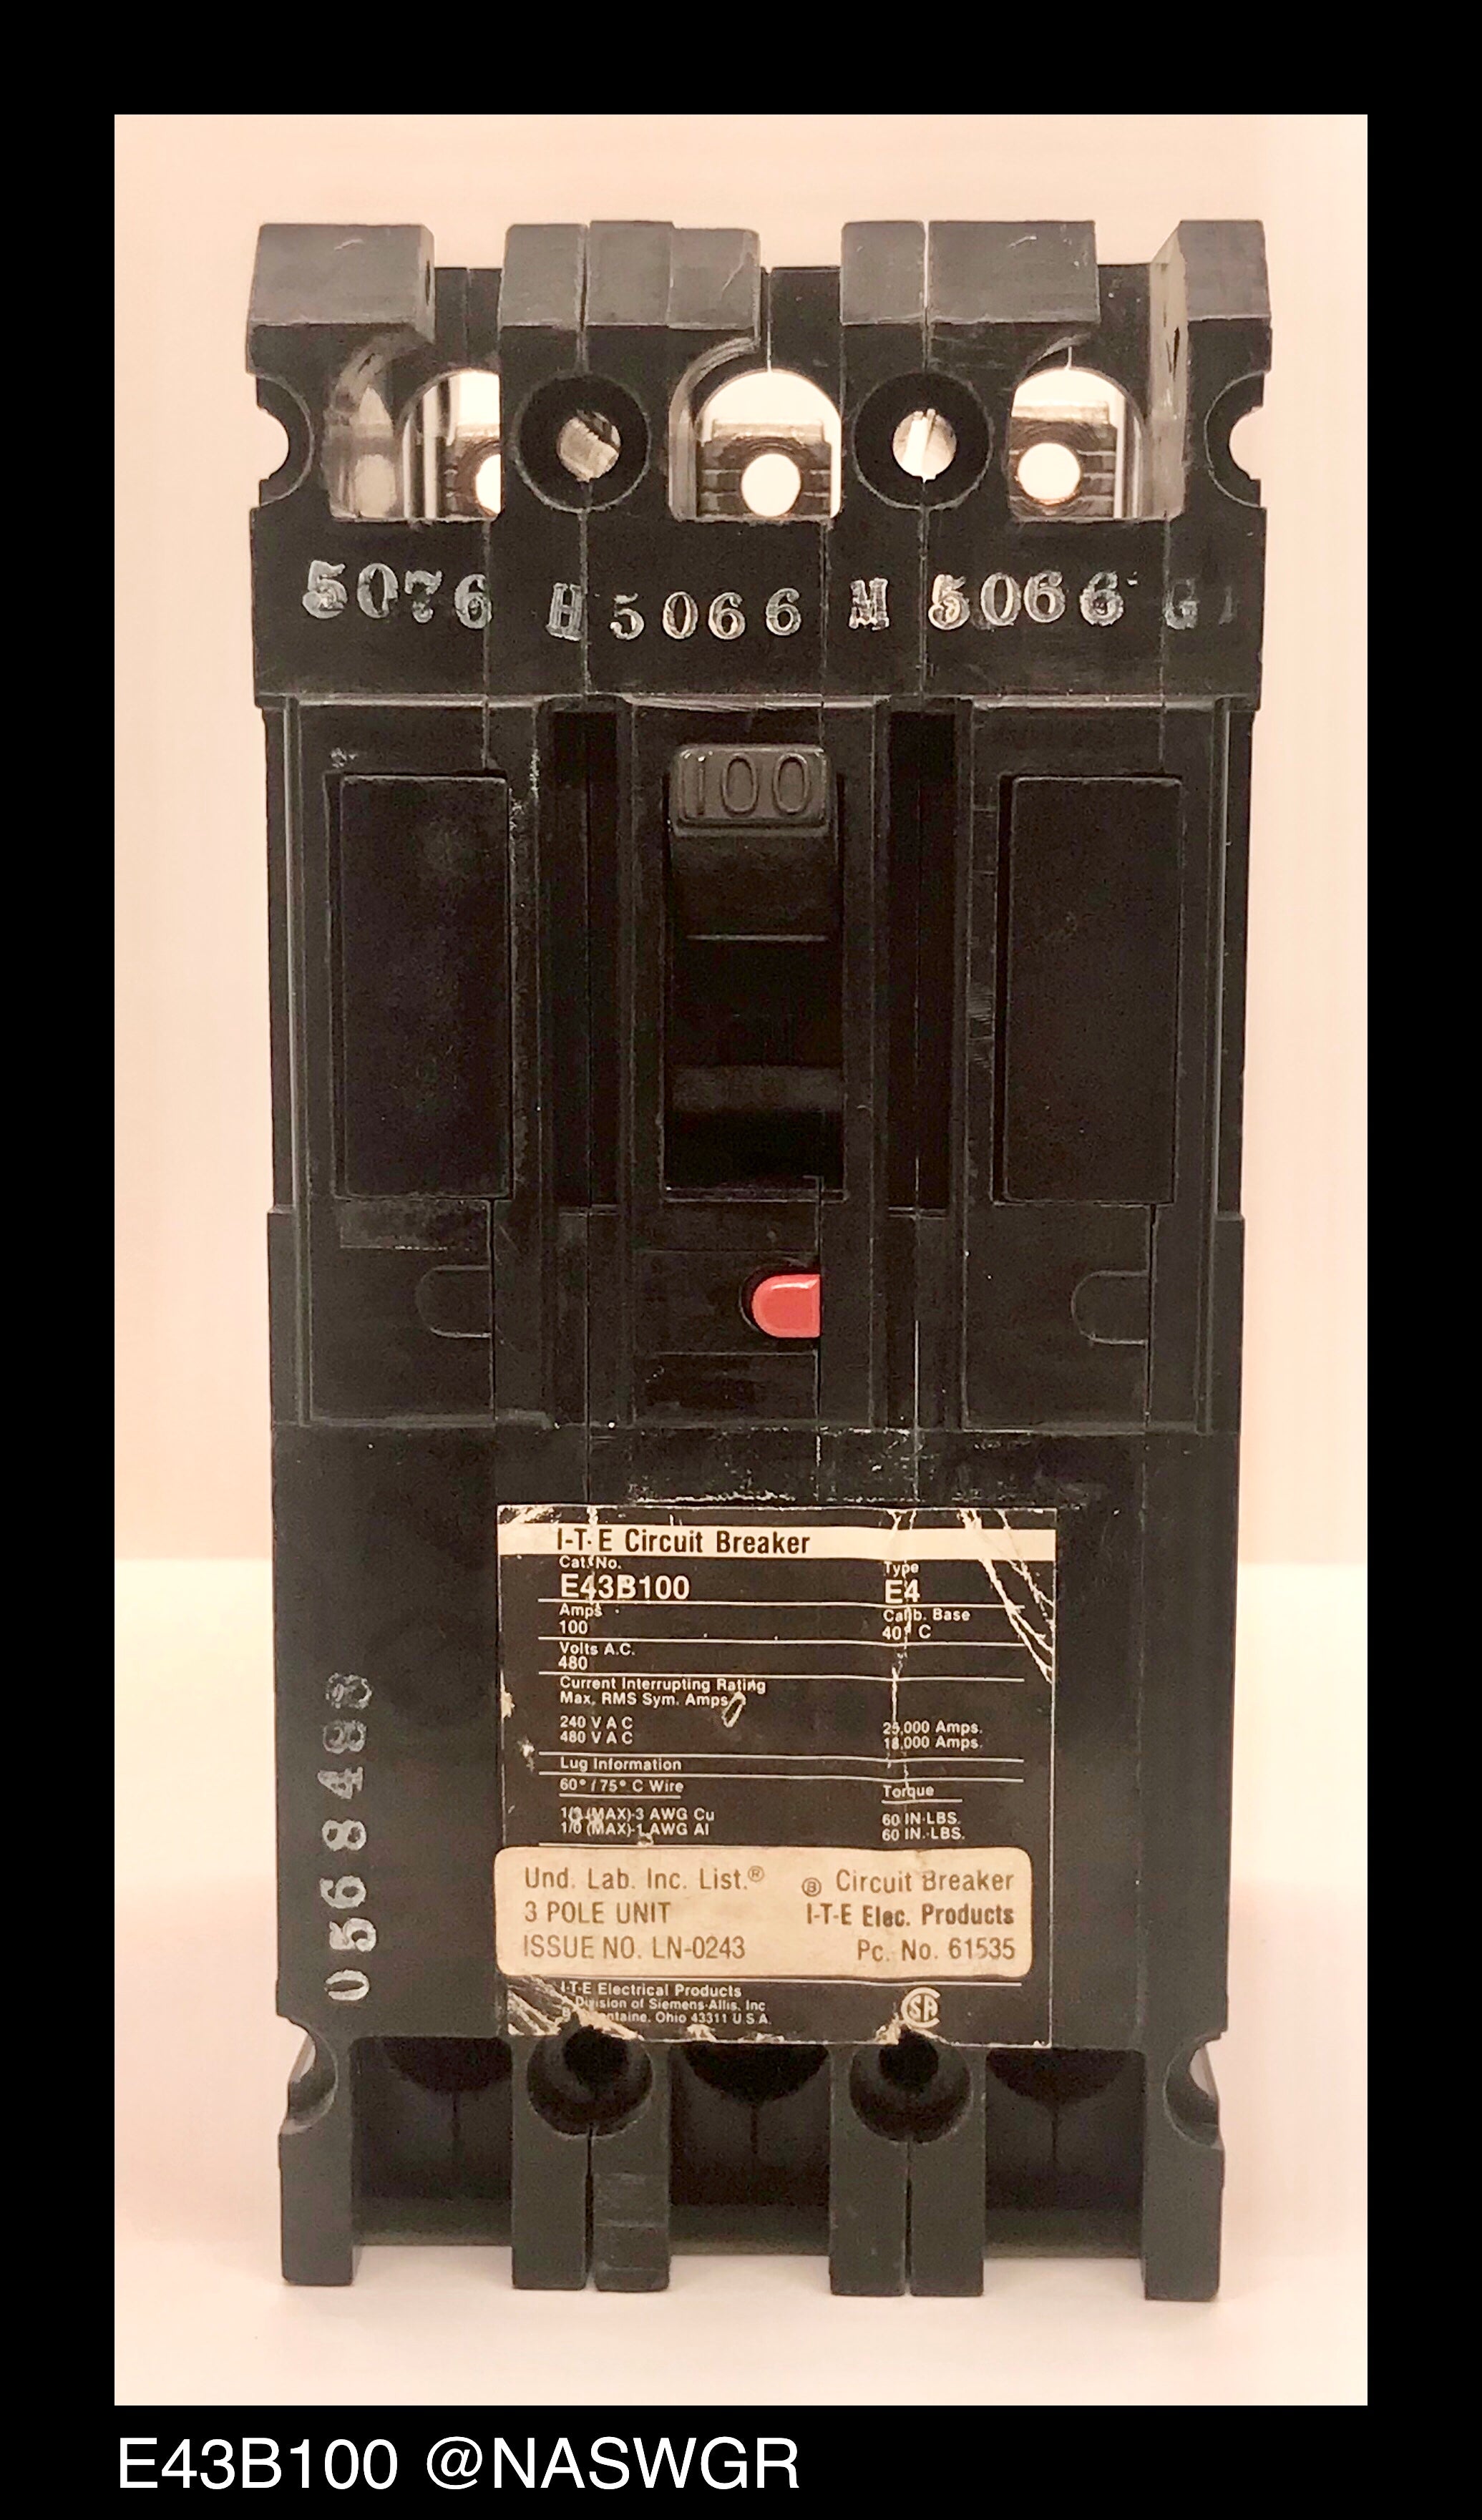 5076 H 5066 M 5066 G
100
I-T-E Circuit Breaker
Cat. No. Type
E43B100 E4
Amps Calib. Base
100 40° C
Volts A.C.
480
Current Interrupting Rating
Max. RMS Sym. Amps
240 V A C 25,000 Amps.
480 V A C 18,000 Amps.
Lug Information
60° / 75° C Wire Torque
1/0 (MAX)-3 AWG Cu 60 IN-LBS.
1/0 (MAX)-1 AWG Al 60 IN.-LBS.
Und. Lab. Inc. List.® Ⓑ Circuit Breaker
3 POLE UNIT I-T-E Elec. Products
ISSUE NO. LN-0243 Pc. No. 61535
I-T-E Electrical Products
Division of Siemens-Allis, Inc
Ohio 43311 U.S.A.
0568488
E43B100 @NASWGR